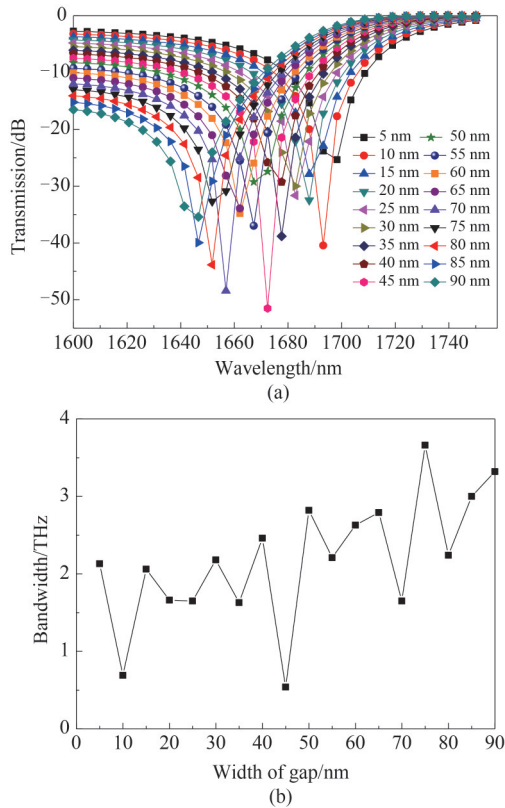 0
−10
−20
−30
−40
−50
Transmission/dB
5 nm 50 nm
10 nm 55 nm
15 nm 60 nm
20 nm 65 nm
25 nm 70 nm
30 nm 75 nm
35 nm 80 nm
40 nm 85 nm
45 nm 90 nm
1600 1620 1640 1660 1680 1700 1720 1740
Wavelength/nm
(a)
4
3
2
1
0
Bandwidth/THz
0 10 20 30 40 50 60 70 80 90
Width of gap/nm
(b)